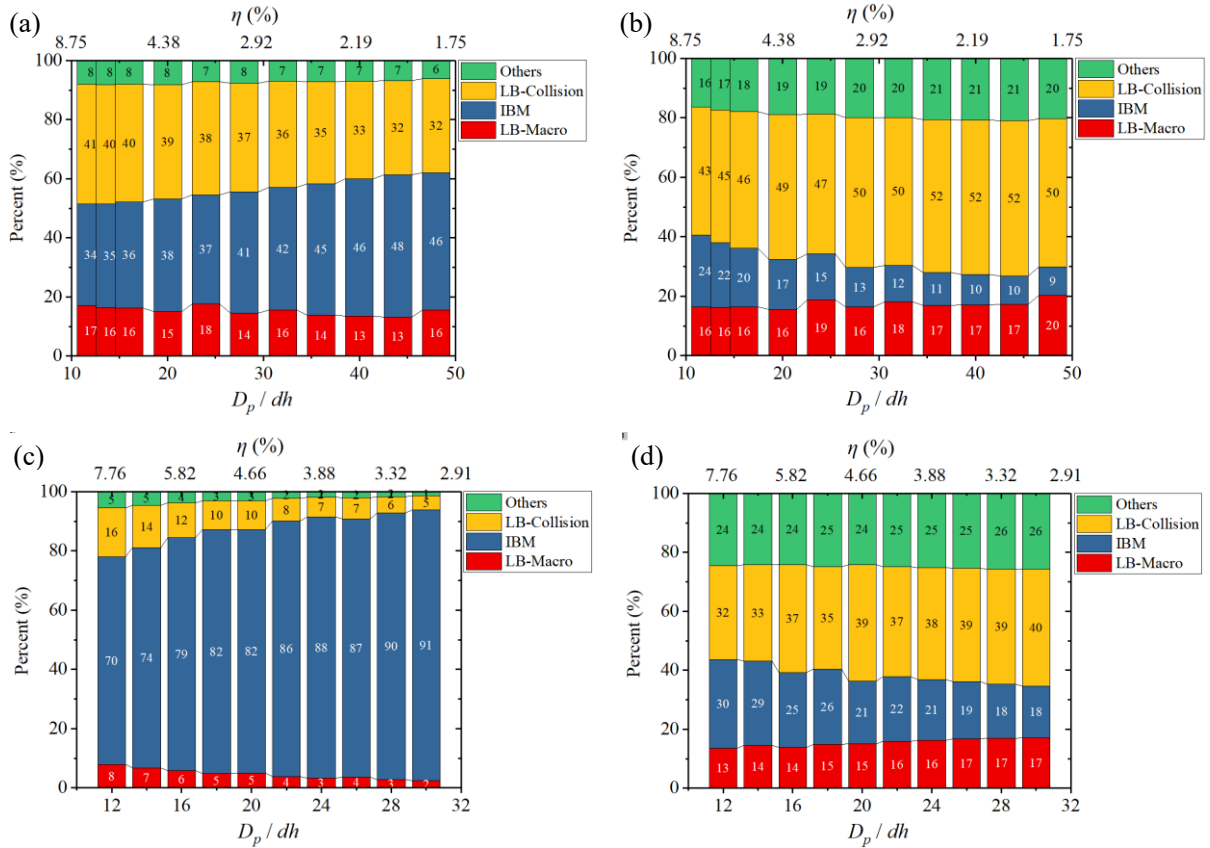 (a)
η (%)
8.75 4.38 2.92 2.19 1.75
Percent (%)
100
80
60
40
20
0
8 8 8 8 7 8 7 7 7 7 6
41 40 40 39 38 37 36 35 33 32 32
34 35 36 38 37 41 42 45 46 48 46
17 16 16 15 18 14 16 14 13 13 16
10 20 30 40 50
D_p / dh
Others
LB-Collision
IBM
LB-Macro
(b)
η (%)
8.75 4.38 2.92 2.19 1.75
Percent (%)
100
80
60
40
20
0
16 17 18 19 19 20 20 21 21 21 20
43 45 46 49 47 50 50 52 52 52 50
24 22 20 17 15 13 12 11 10 10 9
16 16 16 16 19 16 18 17 17 17 20
10 20 30 40 50
D_p / dh
Others
LB-Collision
IBM
LB-Macro
(c)
η (%)
7.76 5.82 4.66 3.88 3.32 2.91
Percent (%)
100
80
60
40
20
0
5 5 4 3 3 2 2 2 2 1
16 14 12 10 10 8 7 7 6 5
70 74 79 82 82 86 88 87 90 91
8 7 6 5 5 4 3 4 3 2
12 16 20 24 28 32
D_p / dh
Others
LB-Collision
IBM
LB-Macro
(d)
η (%)
7.76 5.82 4.66 3.88 3.32 2.91
Percent (%)
100
80
60
40
20
0
24 24 24 25 24 25 25 25 26 26
32 33 37 35 39 37 38 39 39 40
30 29 25 26 21 22 21 19 18 18
13 14 14 15 15 16 16 17 17 17
12 16 20 24 28 32
D_p / dh
Others
LB-Collision
IBM
LB-Macro